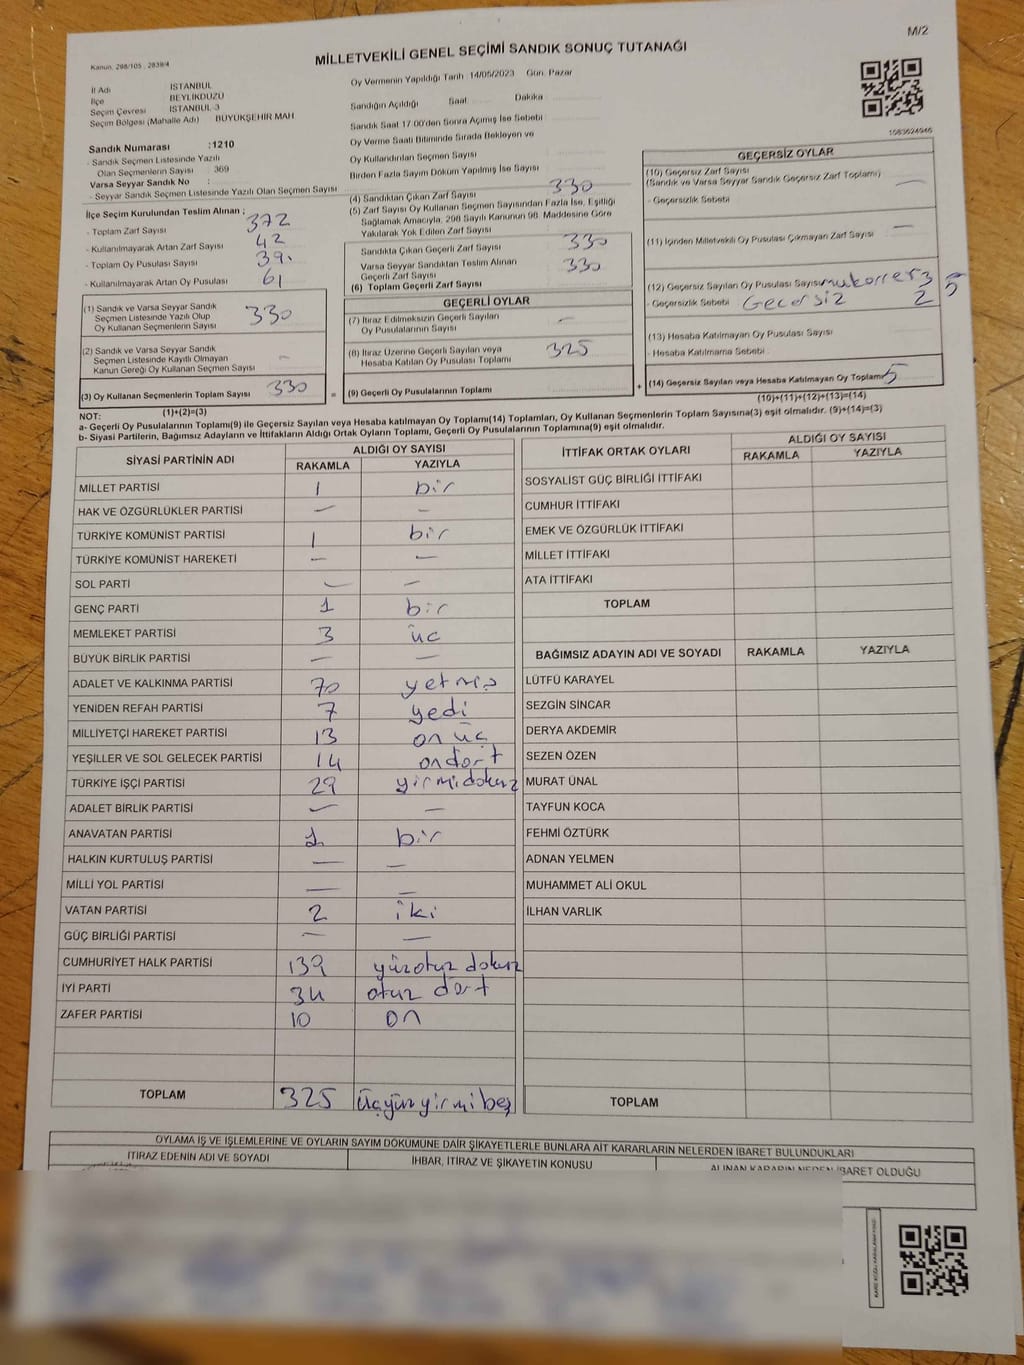 M/2
MİLLETVEKİLİ GENEL SEÇİMİ SANDIK SONUÇ TUTANAĞI
Kanun. 298/105 . 2839/4
Oy Vermenin Yapıldığı Tarih :14/05/2023 Gün: Pazar
İl Adı İSTANBUL
İlçe BEYLİKDÜZÜ
Seçim Çevresi İSTANBUL-3
Seçim Bölgesi (Mahalle Adı) BÜYÜKŞEHİR MAH
Sandık Numarası :1210
- Sandık Seçmen Listesinde Yazılı
Olan Seçmenlerin Sayısı : 369
Varsa Seyyar Sandık No :
- Seyyar Sandık Seçmen Listesinde Yazılı Olan Seçmen Sayısı
İlçe Seçim Kurulundan Teslim Alınan ;
- Toplam Zarf Sayısı 372
- Kullanılmayarak Artan Zarf Sayısı 42
- Toplam Oy Pusulası Sayısı
- Kullanılmayarak Artan Oy Pusulası 61
(1) Sandık ve Varsa Seyyar Sandık
Seçmen Listesinde Yazılı Olup
Oy Kullanan Seçmenlerin Sayısı 330
(2) Sandık ve Varsa Seyyar Sandık
Seçmen Listesinde Kayıtlı Olmayan
Kanun Gereği Oy Kullanan Seçmen Sayısı -
(3) Oy Kullanan Seçmenlerin Toplam Sayısı 330
(1)+(2)=(3)
Sandığın Açıldığı Saat Dakika
Sandık Saat 17:00'den Sonra Açımış İse Sebebi
Oy Verme Saati Bitiminde Sırada Bekleyen ve
Oy Kullandırılan Seçmen Sayısı
Birden Fazla Sayım Döküm Yapılmış İse Sayısı
(4) Sandıktan Çıkan Zarf Sayısı 330
(5) Zarf Sayısı Oy Kullanan Seçmen Sayısından Fazla İse, Eşitliği
Sağlamak Amacıyla, 298 Sayılı Kanunun 98. Maddesine Göre
Yakılarak Yok Edilen Zarf Sayısı
Sandıkta Çıkan Geçerli Zarf Sayısı 330
Varsa Seyyar Sandıktan Teslim Alınan
Geçerli Zarf Sayısı 330
(6) Toplam Geçerli Zarf Sayısı
GEÇERLİ OYLAR
(7) İtiraz Edilmeksizin Geçerli Sayılan
Oy Pusulalarının Sayısı -
(8) İtiraz Üzerine Geçerli Sayılan veya
Hesaba Katılan Oy Pusulası Toplamı 325
= (9) Geçerli Oy Pusulalarının Toplamı +
1083624946
GEÇERSİZ OYLAR
(10) Geçersiz Zarf Sayısı
(Sandık ve Varsa Seyyar Sandık Geçersiz Zarf Toplamı) -
- Geçersizlik Sebebi
(11) İçinden Milletvekili Oy Pusulası Çıkmayan Zarf Sayısı -
(12) Geçersiz Sayılan Oy Pusulası Sayısı mukerrer 3 5
- Geçersizlik Sebebi Gecersiz 2
(13) Hesaba Katılmayan Oy Pusulası Sayısı
- Hesaba Katılmama Sebebi
(14) Geçersiz Sayılan veya Hesaba Katılmayan Oy Toplamı 5
(10)+(11)+(12)+(13)=(14)
NOT:
a- Geçerli Oy Pusulaları Toplamı(9) ile Geçersiz Sayılan veya Hesaba katılmayan Oy Toplamı(14) Toplamları, Oy Kullanan Seçmenlerin Toplam Sayısına(3) eşit olmalıdır. (9)+(14)=(3)
b- Siyasi Partilerin, Bağımsız Adayların ve İttifakların Aldığı Ortak Oyların Toplamı, Geçerli Oy Pusulaları Toplamına(9) eşit olmalıdır.
SİYASİ PARTİNİN ADI ALDIĞI OY SAYISI
RAKAMLA YAZIYLA
MİLLET PARTİSİ 1 bir
HAK VE ÖZGÜRLÜKLER PARTİSİ - -
TÜRKİYE KOMÜNİST PARTİSİ 1 bir
TÜRKİYE KOMÜNİST HAREKETİ - -
SOL PARTİ - -
GENÇ PARTİ 1 bir
MEMLEKET PARTİSİ 3 üc
BÜYÜK BİRLİK PARTİSİ - -
ADALET VE KALKINMA PARTİSİ 70 yetmiş
YENİDEN REFAH PARTİSİ 7 yedi
MİLLİYETÇİ HAREKET PARTİSİ 13 on üç
YEŞİLLER VE SOL GELECEK PARTİSİ 14 ondört
TÜRKİYE İŞÇİ PARTİSİ 29 yirmidokuz
ADALET BİRLİK PARTİSİ - -
ANAVATAN PARTİSİ 1 bir
HALKIN KURTULUŞ PARTİSİ - -
MİLLİ YOL PARTİSİ - -
VATAN PARTİSİ 2 iki
GÜÇ BİRLİĞİ PARTİSİ - -
CUMHURİYET HALK PARTİSİ 139 yüzotuz dokuz
İYİ PARTİ 34 otuz dört
ZAFER PARTİSİ 10 on
TOPLAM 325 üçyüzyirmibeş
İTTİFAK ORTAK OYLARI ALDIĞI OY SAYISI
RAKAMLA YAZIYLA
SOSYALİST GÜÇ BİRLİĞİ İTTİFAKI
CUMHUR İTTİFAKI
EMEK VE ÖZGÜRLÜK İTTİFAKI
MİLLET İTTİFAKI
ATA İTTİFAKI
TOPLAM
BAĞIMSIZ ADAYIN ADI VE SOYADI RAKAMLA YAZIYLA
LÜTFÜ KARAYEL
SEZGİN SİNCAR
DERYA AKDEMİR
SEZEN ÖZEN
MURAT ÜNAL
TAYFUN KOCA
FEHMİ ÖZTÜRK
ADNAN YELMEN
MUHAMMET ALİ OKUL
İLHAN VARLIK
TOPLAM
OYLAMA İŞ VE İŞLEMLERİNE VE OYLARIN SAYIM DÖKÜMÜNE DAİR ŞİKAYETLERLE BUNLARA AİT KARARLARIN NELERDEN İBARET BULUNDUKLARI
İTİRAZ EDENİN ADI VE SOYADI İHBAR, İTİRAZ VE ŞİKAYETİN KONUSU ALINAN KARARIN NEDEN İBARET OLDUĞU